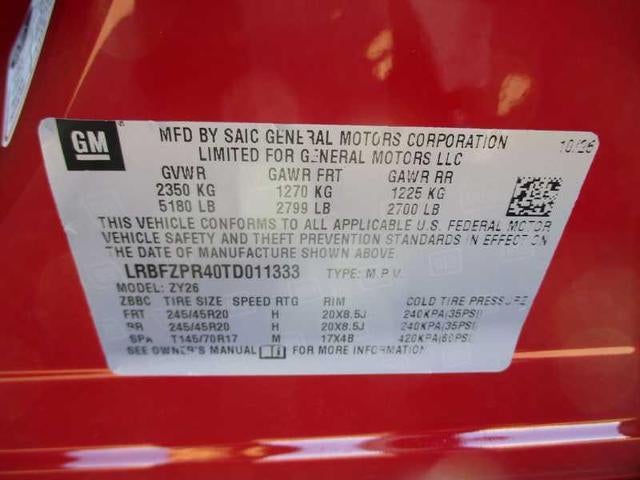 GM
MFD BY SAIC GENERAL MOTORS CORPORATION 10/25
LIMITED FOR GENERAL MOTORS LLC
GVWR GAWR FRT GAWR RR
2350 KG 1270 KG 1225 KG
5180 LB 2799 LB 2700 LB
THIS VEHICLE CONFORMS TO ALL APPLICABLE U.S. FEDERAL MOTOR
VEHICLE SAFETY AND THEFT PREVENTION STANDARDS IN EFFECT ON
THE DATE OF MANUFACTURE SHOWN ABOVE
LRBFZPR40TD011333 TYPE: M.P.V.
MODEL: ZY26
ZBBC TIRE SIZE SPEED RTG RIM COLD TIRE PRESSURE
FRT 245/45R20 H 20X8.5J 240KPA(35PSI)
RR 245/45R20 H 20X8.5J 240KPA(35PSI)
SPA T145/70R17 M 17X4B 420KPA(60PSI)
SEE OWNER'S MANUAL FOR MORE INFORMATION